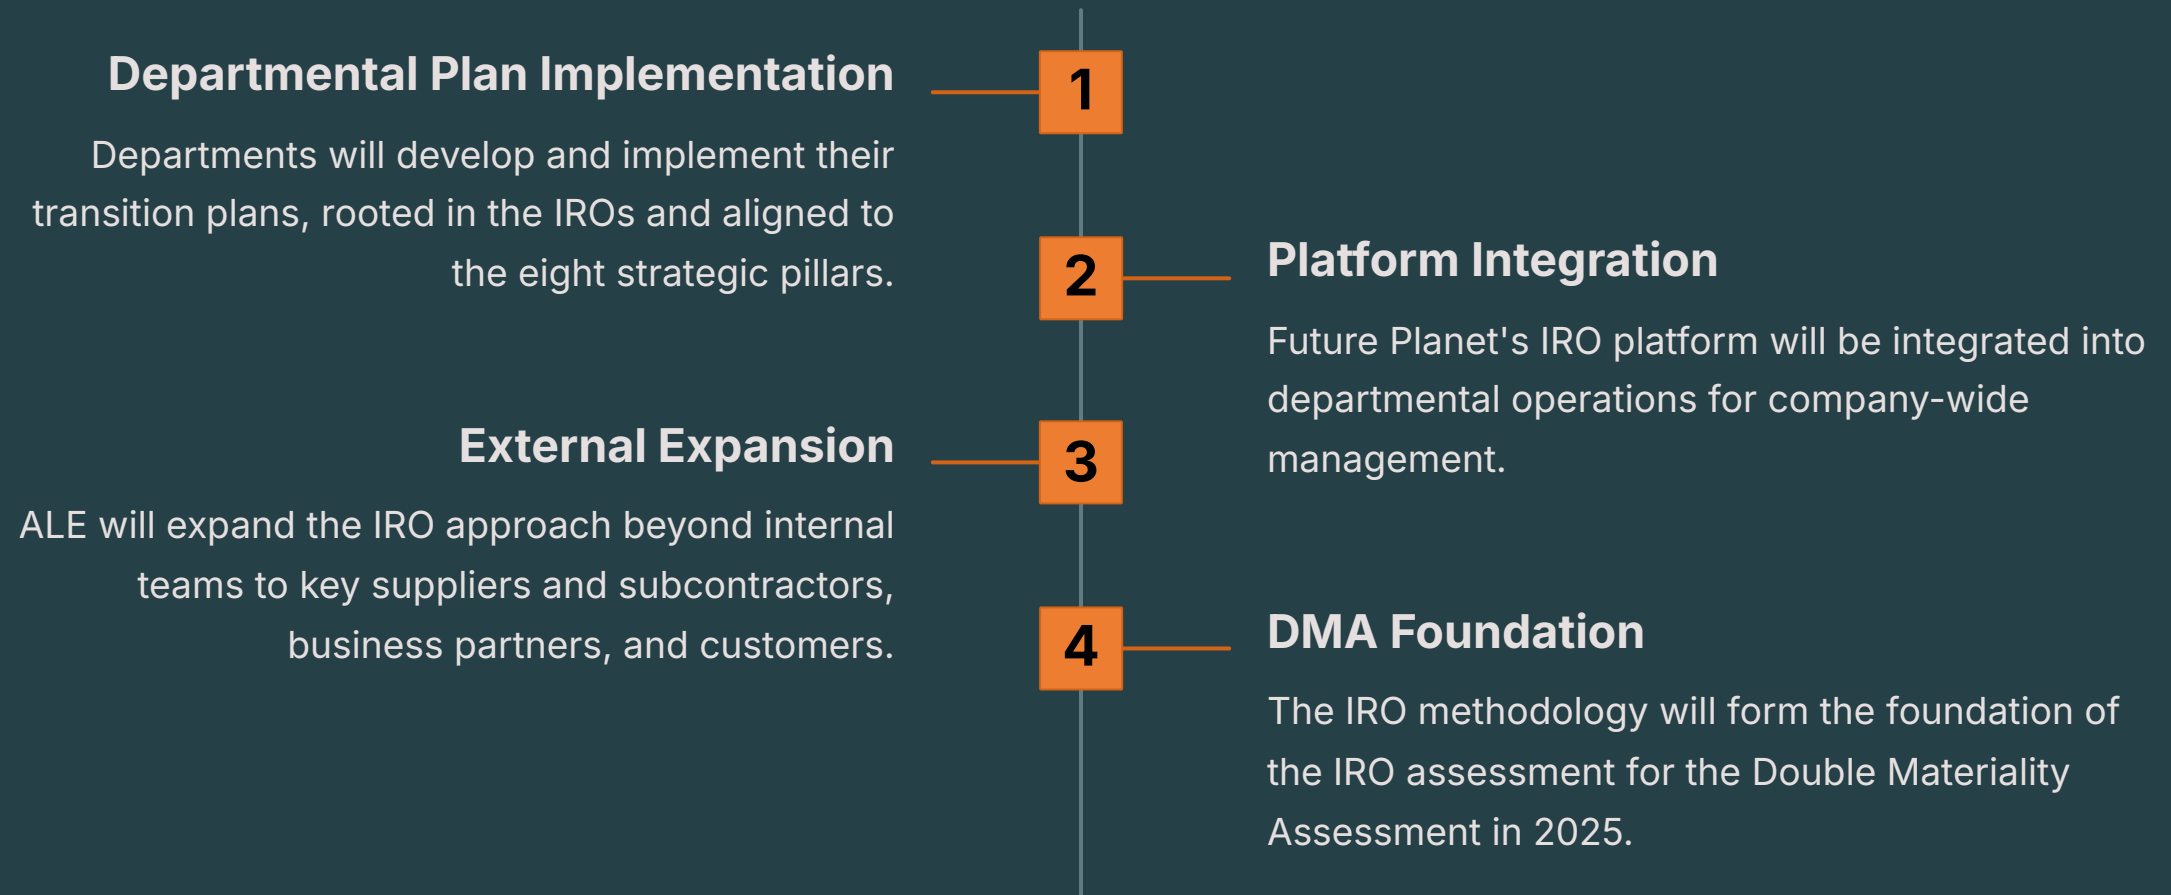 Departmental Plan Implementation
1
Departments will develop and implement their
transition plans, rooted in the IROs and aligned to
the eight strategic pillars.
2
Platform Integration
Future Planet's IRO platform will be integrated into
departmental operations for company-wide
management.
External Expansion
3
ALE will expand the IRO approach beyond internal
teams to key suppliers and subcontractors,
business partners, and customers.
4
DMA Foundation
The IRO methodology will form the foundation of
the IRO assessment for the Double Materiality
Assessment in 2025.